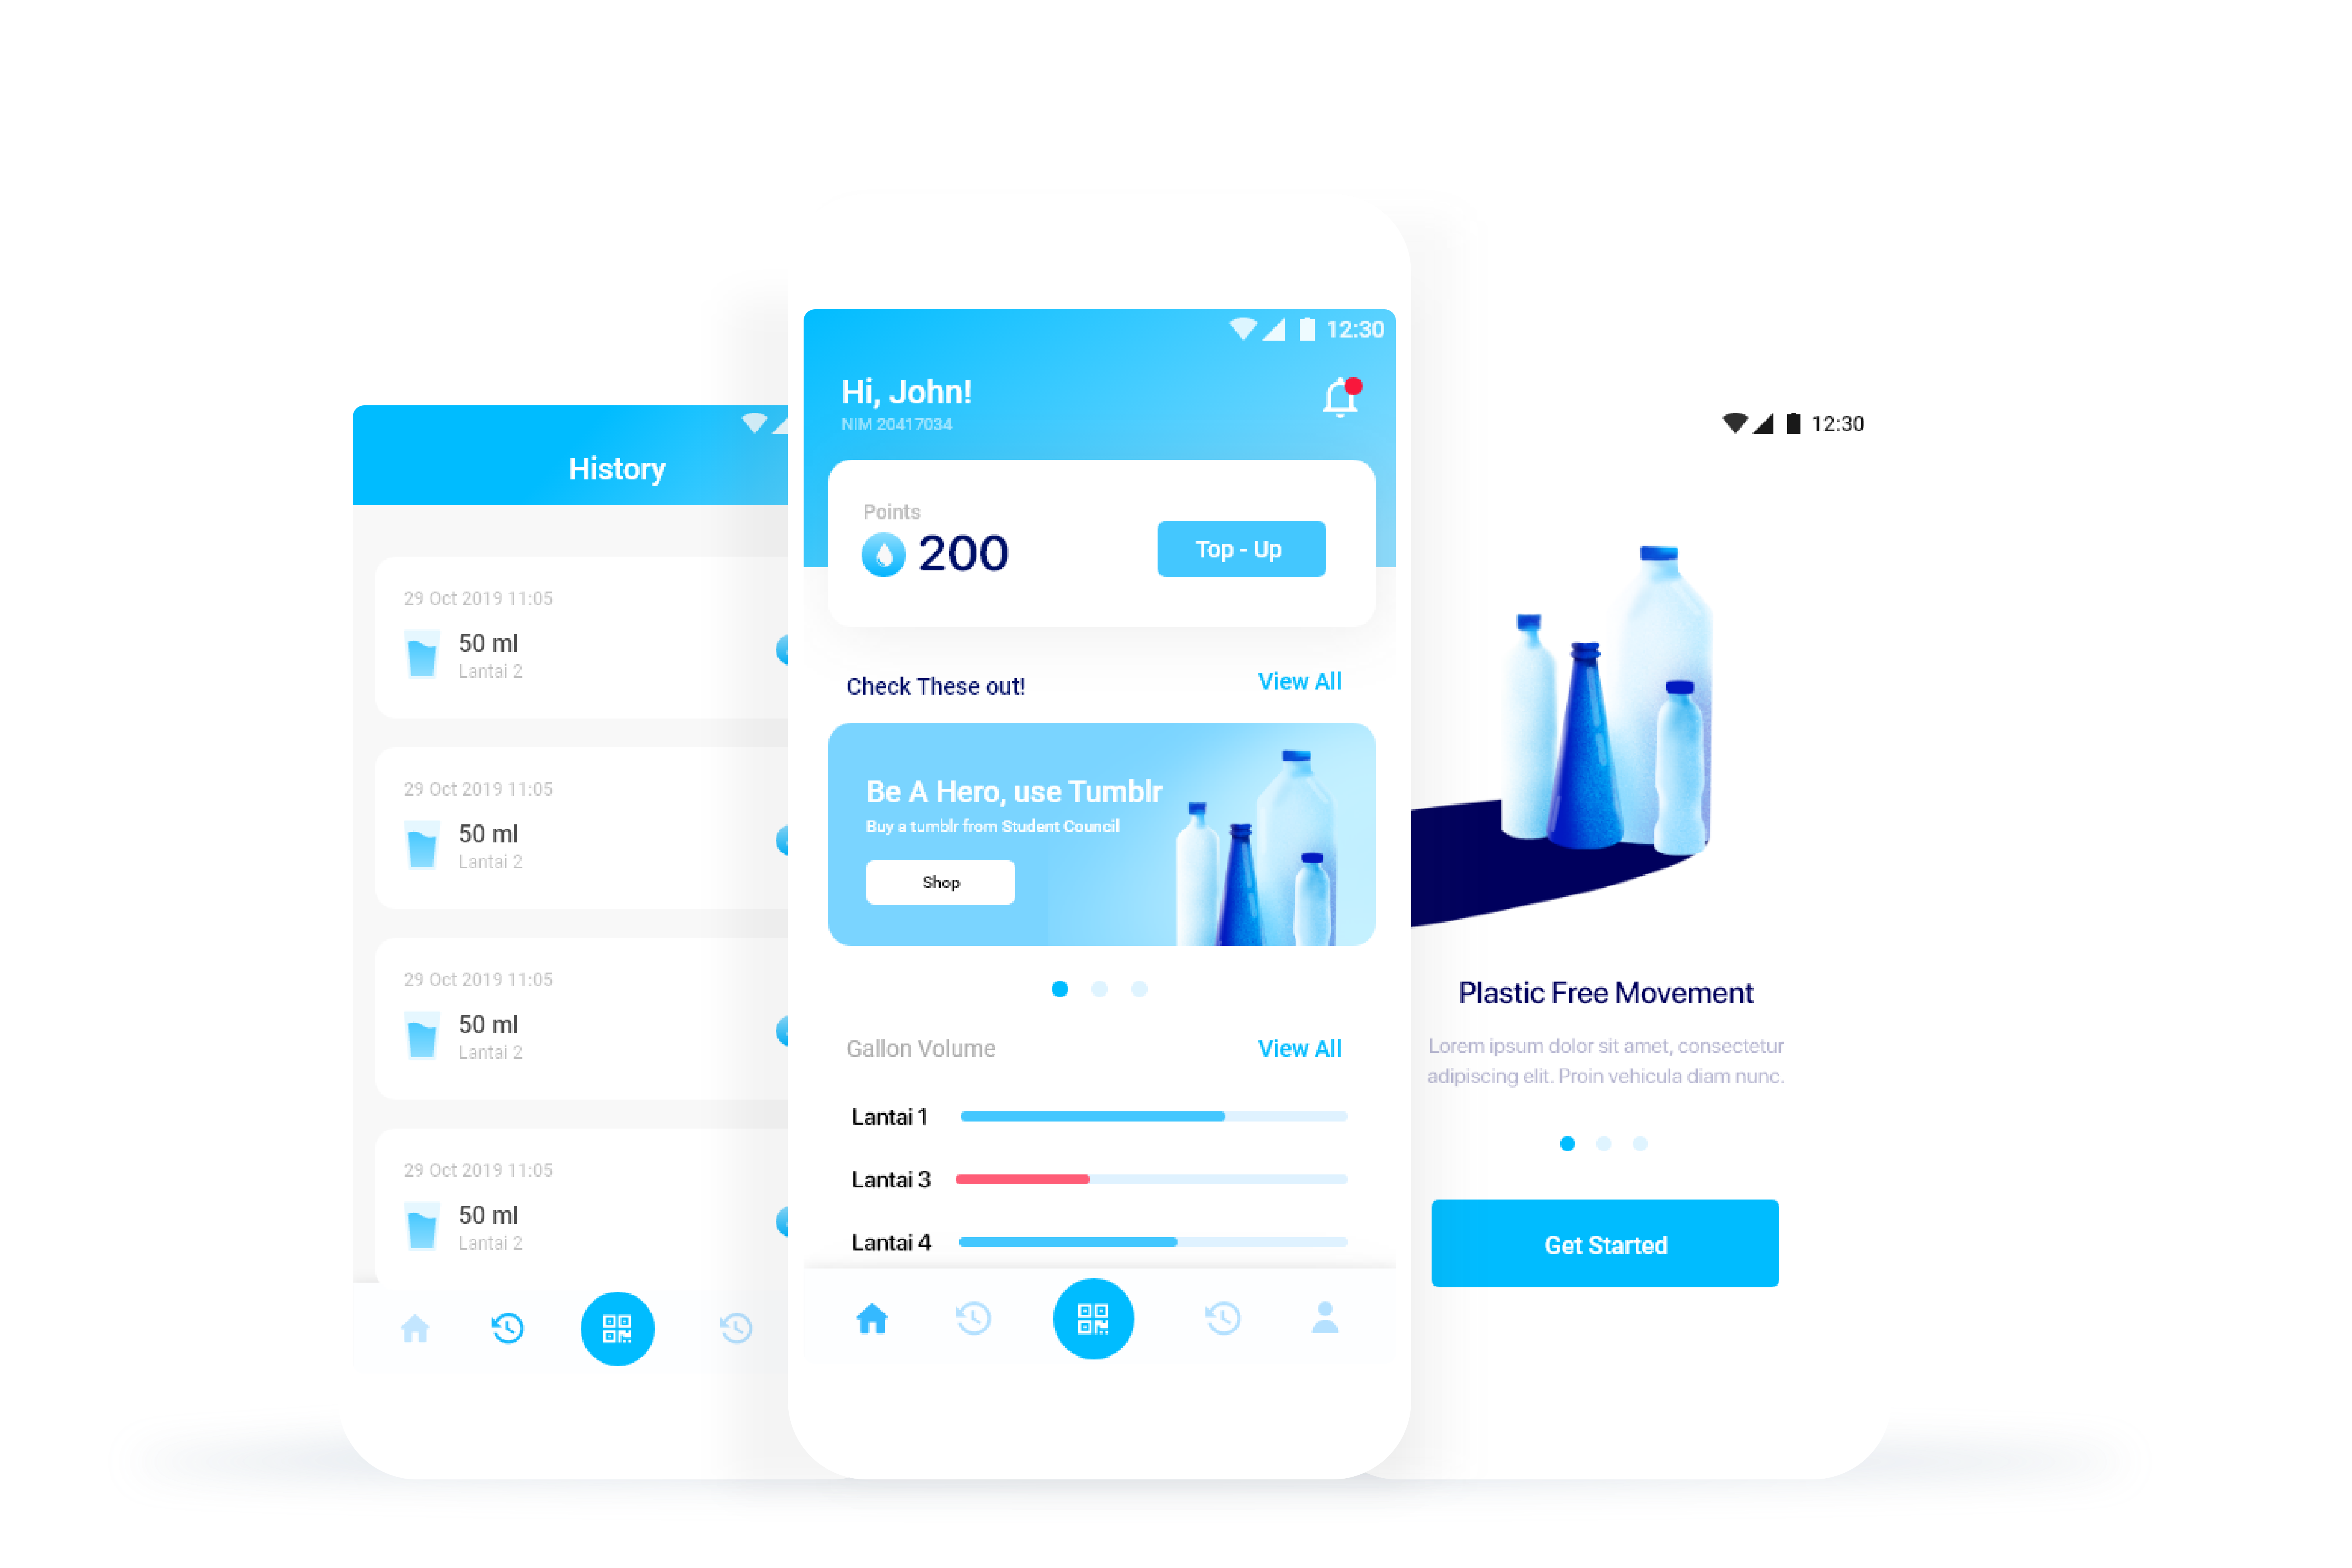 History
29 Oct 2019 11:05
50 ml
Lantai 2
29 Oct 2019 11:05
50 ml
Lantai 2
29 Oct 2019 11:05
50 ml
Lantai 2
29 Oct 2019 11:05
50 ml
Lantai 2
12:30
Hi, John!
NIM 20417034
Points
200
Top - Up
Check These out!
View All
Be A Hero, use Tumblr
Buy a tumblr from Student Council
Shop
Gallon Volume
View All
Lantai 1
Lantai 3
Lantai 4
12:30
Plastic Free Movement
Lorem ipsum dolor sit amet, consectetur
adipiscing elit. Proin vehicula diam nunc.
Get Started